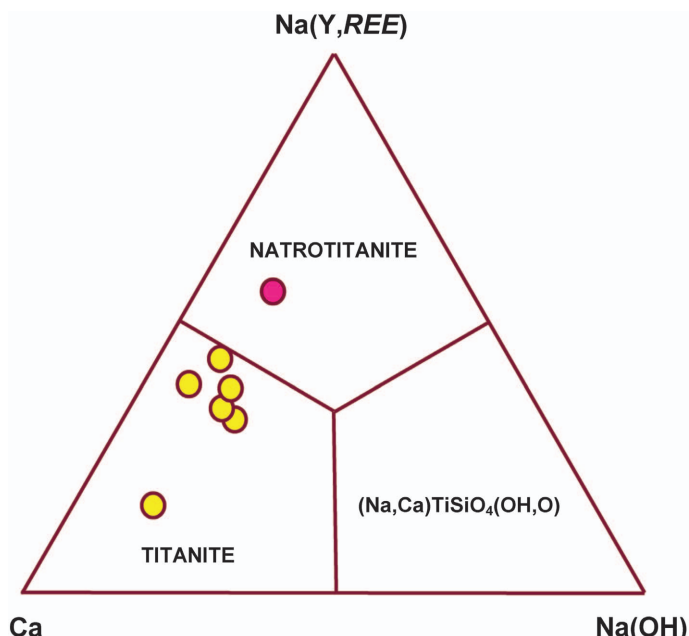 Na(Y,REE)
NATROTITANITE
(Na,Ca)TiSiO₄(OH,O)
TITANITE
Ca
Na(OH)